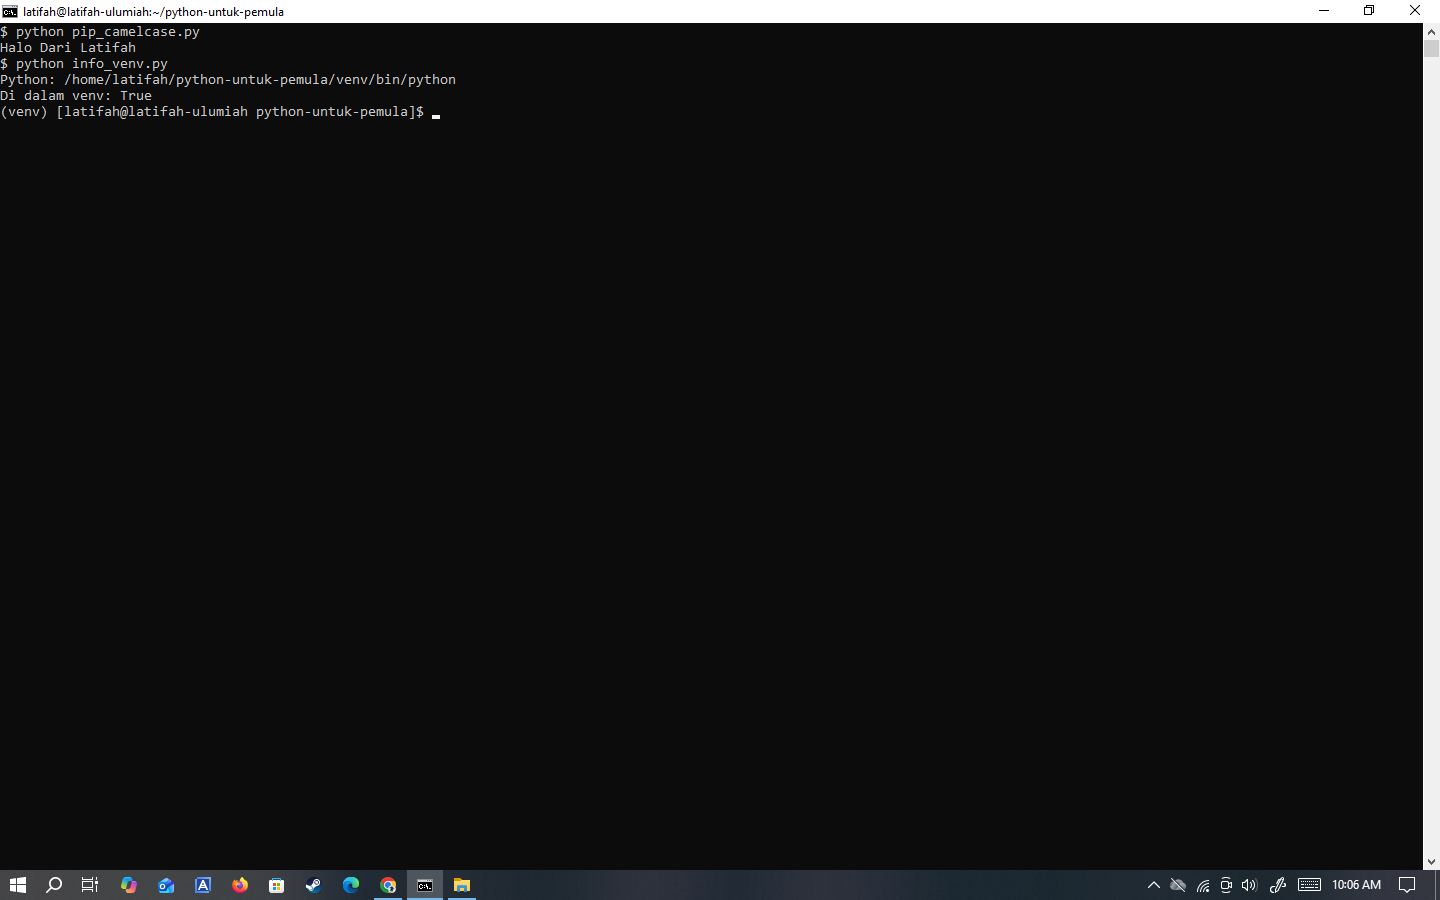 latifah@latifah-ulumiah:~/python-untuk-pemula
$ python pip_camelcase.py
Halo Dari Latifah
$ python info_venv.py
Python: /home/latifah/python-untuk-pemula/venv/bin/python
Di dalam venv: True
(venv) [latifah@latifah-ulumiah python-untuk-pemula]$
10:06 AM